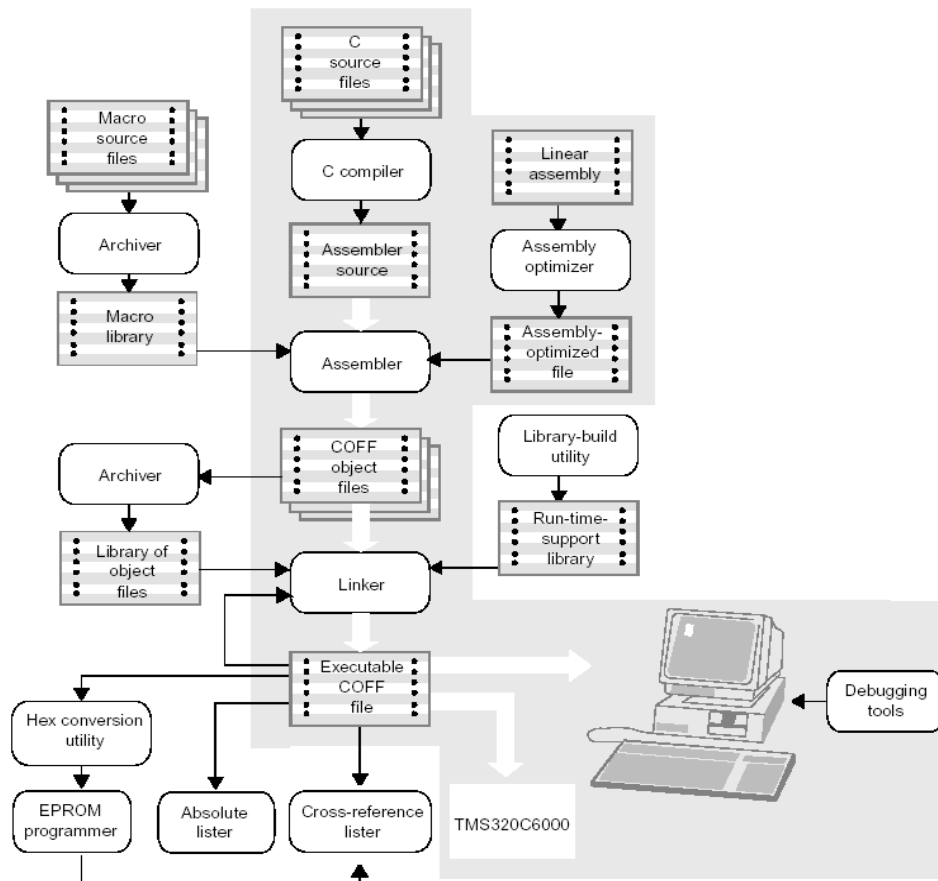 C
source
files
Macro
source
files
C compiler
Linear
assembly
Archiver
Assembler
source
Assembly
optimizer
Macro
library
Assembler
Assembly-
optimized
file
Archiver
COFF
object
files
Library-build
utility
Library of
object
files
Linker
Run-time-
support
library
Executable
COFF
file
Debugging
tools
Hex conversion
utility
EPROM
programmer
Absolute
lister
Cross-reference
lister
TMS320C6000